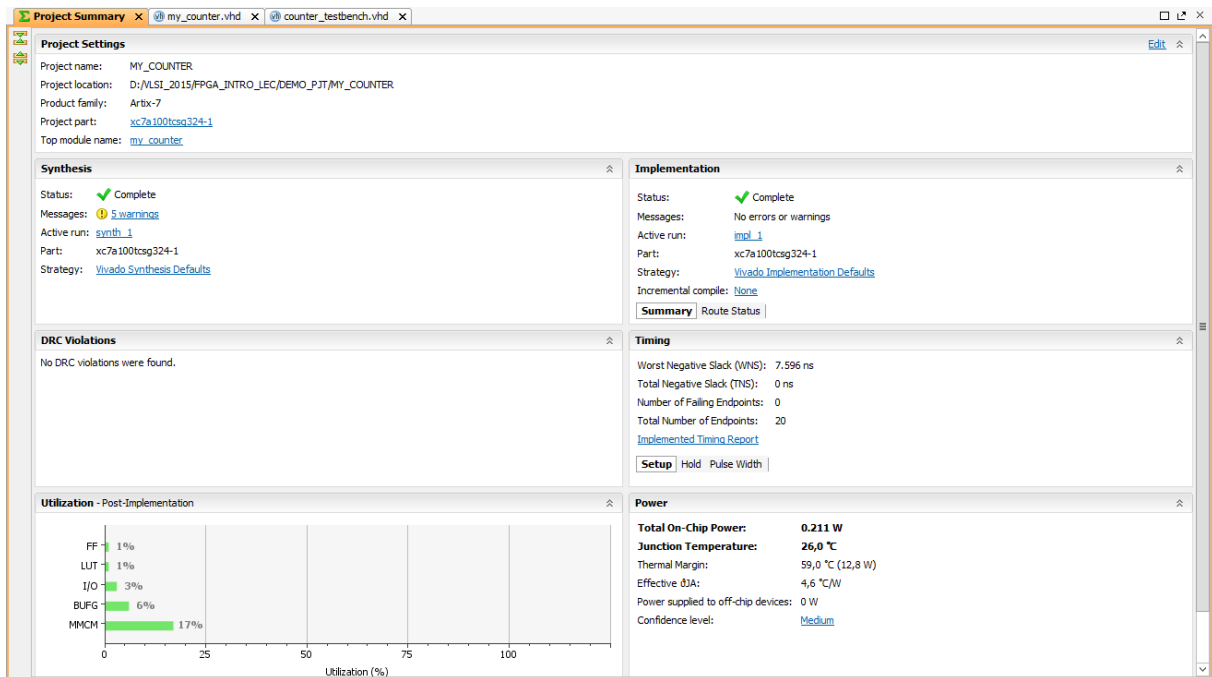 Σ Project Summary × my_counter.vhd × counter_testbench.vhd ×
Project Settings Edit
Project name: MY_COUNTER
Project location: D:/VLSI_2015/FPGA_INTRO_LEC/DEMO_PJT/MY_COUNTER
Product family: Artix-7
Project part: xc7a100tcsg324-1
Top module name: my_counter
Synthesis
Status: Complete
Messages: 5 warnings
Active run: synth_1
Part: xc7a100tcsg324-1
Strategy: Vivado Synthesis Defaults
Implementation
Status: Complete
Messages: No errors or warnings
Active run: impl_1
Part: xc7a100tcsg324-1
Strategy: Vivado Implementation Defaults
Incremental compile: None
Summary Route Status
DRC Violations
No DRC violations were found.
Timing
Worst Negative Slack (WNS): 7.596 ns
Total Negative Slack (TNS): 0 ns
Number of Failing Endpoints: 0
Total Number of Endpoints: 20
Implemented Timing Report
Setup Hold Pulse Width
Utilization - Post-Implementation
FF 1%
LUT 1%
I/O 3%
BUFG 6%
MMCM 17%
0 25 50 75 100
Utilization (%)
Power
Total On-Chip Power: 0.211 W
Junction Temperature: 26,0 °C
Thermal Margin: 59,0 °C (12,8 W)
Effective ϑJA: 4,6 °C/W
Power supplied to off-chip devices: 0 W
Confidence level: Medium